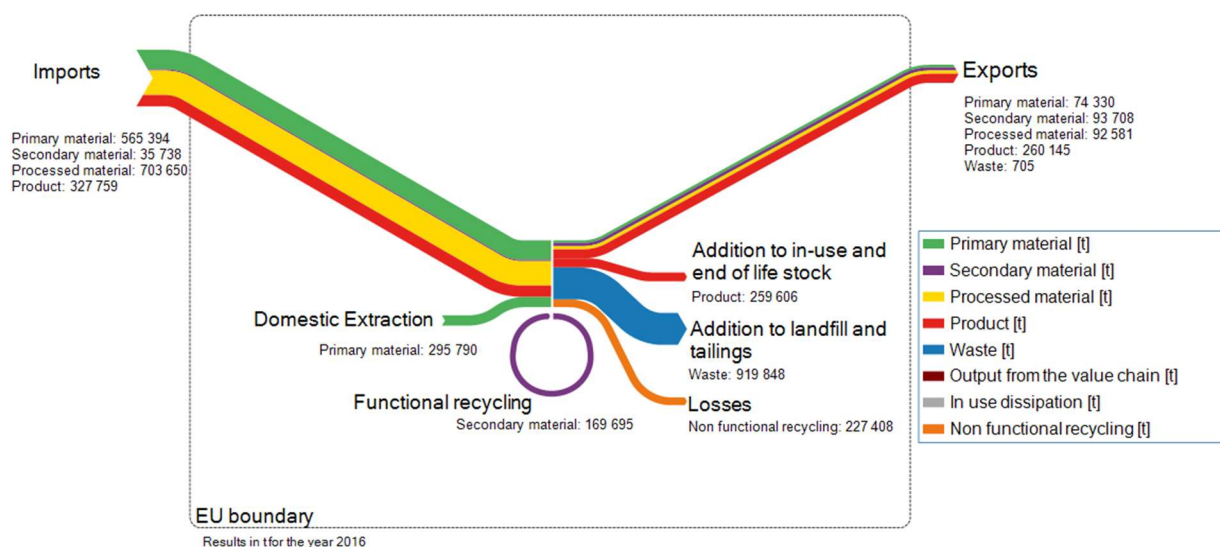 Imports
Primary material: 565 394
Secondary material: 35 738
Processed material: 703 650
Product: 327 759
Exports
Primary material: 74 330
Secondary material: 93 708
Processed material: 92 581
Product: 260 145
Waste: 705
Addition to in-use and
end of life stock
Product: 259 606
Domestic Extraction
Primary material: 295 790
Addition to landfill and
tailings
Waste: 919 848
Functional recycling
Secondary material: 169 695
Losses
Non functional recycling: 227 408
Primary material [t]
Secondary material [t]
Processed material [t]
Product [t]
Waste [t]
Output from the value chain [t]
In use dissipation [t]
Non functional recycling [t]
EU boundary
Results in t for the year 2016